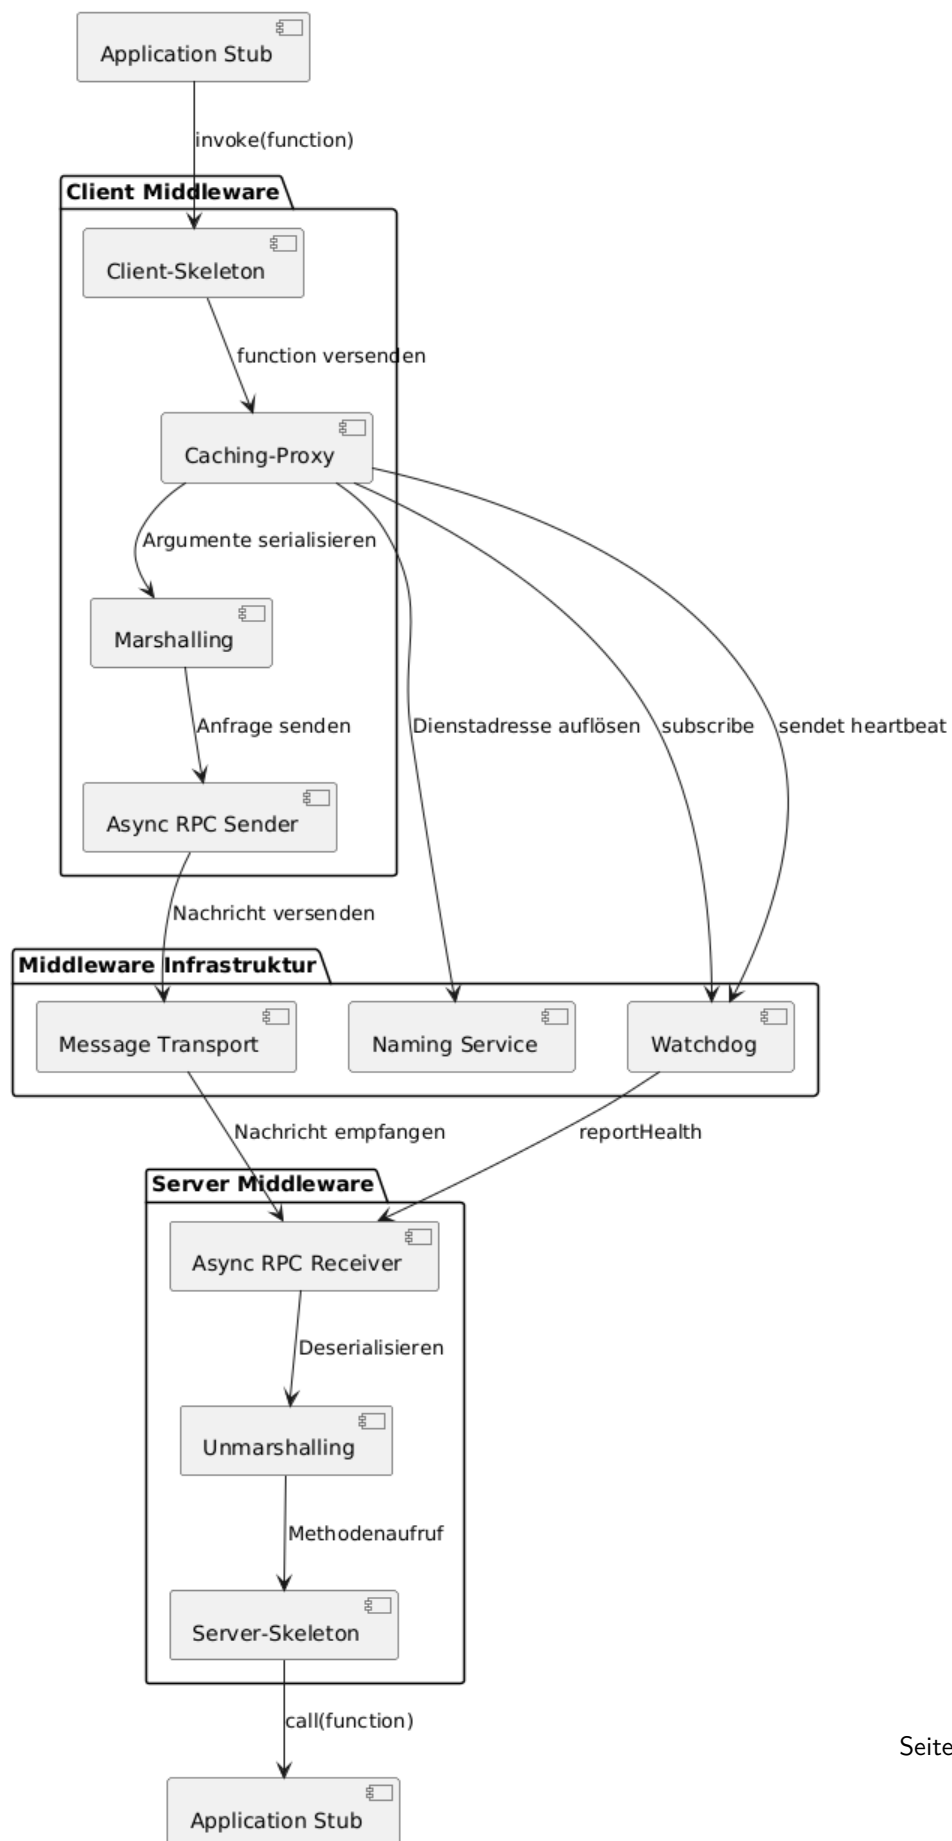 Application Stub
invoke(function)
Client Middleware
Client-Skeleton
function versenden
Caching-Proxy
Argumente serialisieren
Marshalling
Anfrage senden
Dienstadresse auflösen
subscribe
sendet heartbeat
Async RPC Sender
Nachricht versenden
Middleware Infrastruktur
Message Transport
Naming Service
Watchdog
Nachricht empfangen
reportHealth
Server Middleware
Async RPC Receiver
Deserialisieren
Unmarshalling
Methodenaufruf
Server-Skeleton
call(function)
Seite
Application Stub